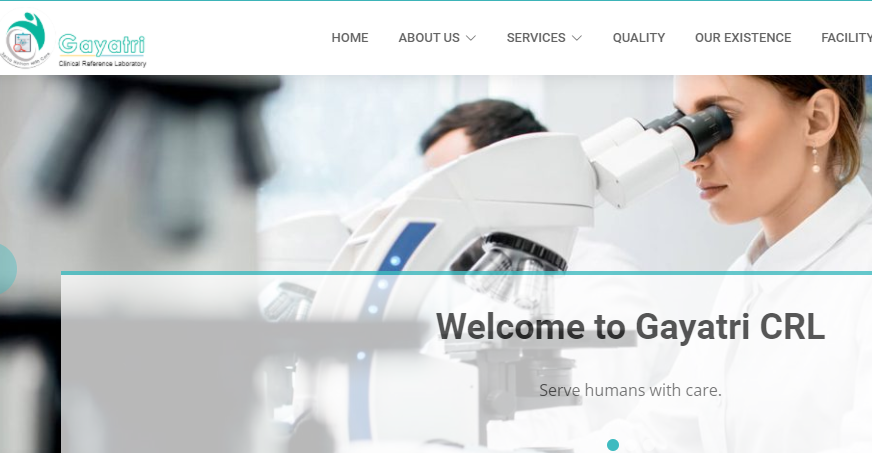 Gayatri
Clinical Reference Laboratory
HOME ABOUT US SERVICES QUALITY OUR EXISTENCE FACILITY
Welcome to Gayatri CRL
Serve humans with care.